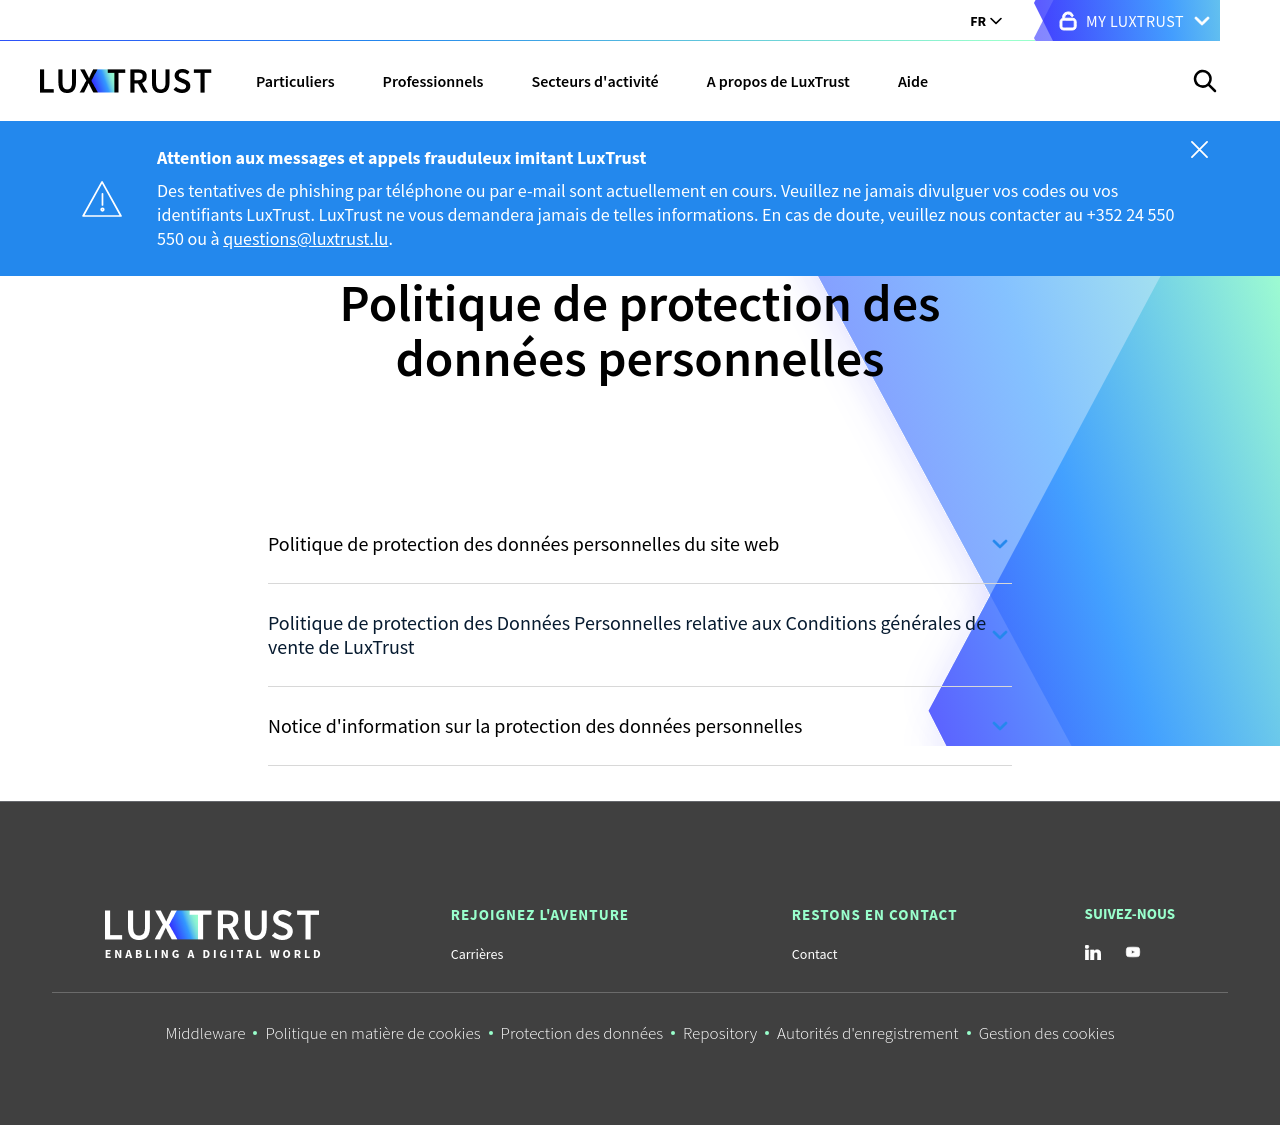 FR
MY LUXTRUST
LUXTRUST
Particuliers
Professionnels
Secteurs d'activité
A propos de LuxTrust
Aide
Attention aux messages et appels frauduleux imitant LuxTrust
Des tentatives de phishing par téléphone ou par e-mail sont actuellement en cours. Veuillez ne jamais divulguer vos codes ou vos
identifiants LuxTrust. LuxTrust ne vous demandera jamais de telles informations. En cas de doute, veuillez nous contacter au +352 24 550
550 ou à questions@luxtrust.lu.
Politique de protection des
données personnelles
Politique de protection des données personnelles du site web
Politique de protection des Données Personnelles relative aux Conditions générales de
vente de LuxTrust
Notice d'information sur la protection des données personnelles
LUXTRUST
ENABLING A DIGITAL WORLD
REJOIGNEZ L'AVENTURE
Carrières
RESTONS EN CONTACT
Contact
SUIVEZ-NOUS
in
Middleware • Politique en matière de cookies • Protection des données • Repository • Autorités d'enregistrement • Gestion des cookies